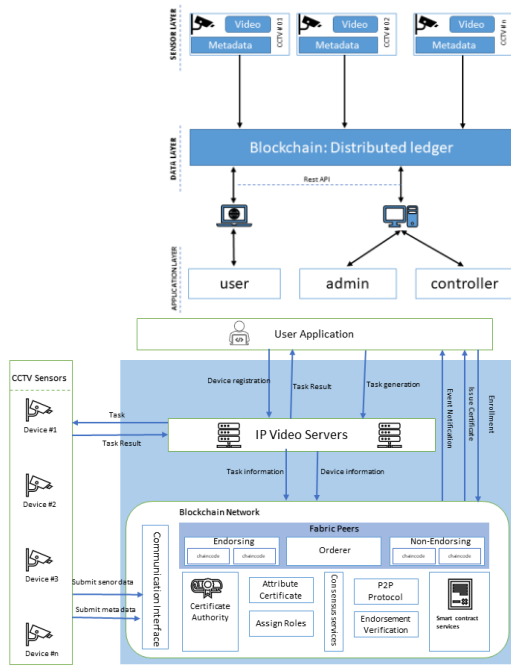 SENSOR LAYER
Video
Metadata
CCTV # 01
Video
Metadata
CCTV # 02
Video
Metadata
CCTV # n
DATA LAYER
Blockchain: Distributed ledger
Rest API
APPLICATION LAYER
user
admin
controller
User Application
CCTV Sensors
Device #1
Device #2
Device #3
Device #n
Device registration
Task Result
Task generation
Event Notification
Issue Certificate
Enrollment
Task
Task Result
IP Video Servers
Task information
Device information
Submit senor data
Submit meta data
Blockchain Network
Communication Interface
Fabric Peers
Endorsing
chaincode
chaincode
Orderer
Non-Endorsing
chaincode
chaincode
Certificate
Authority
Attribute
Certificate
Assign Roles
Consensus services
P2P
Protocol
Endorsement
Verification
Smart contract
services